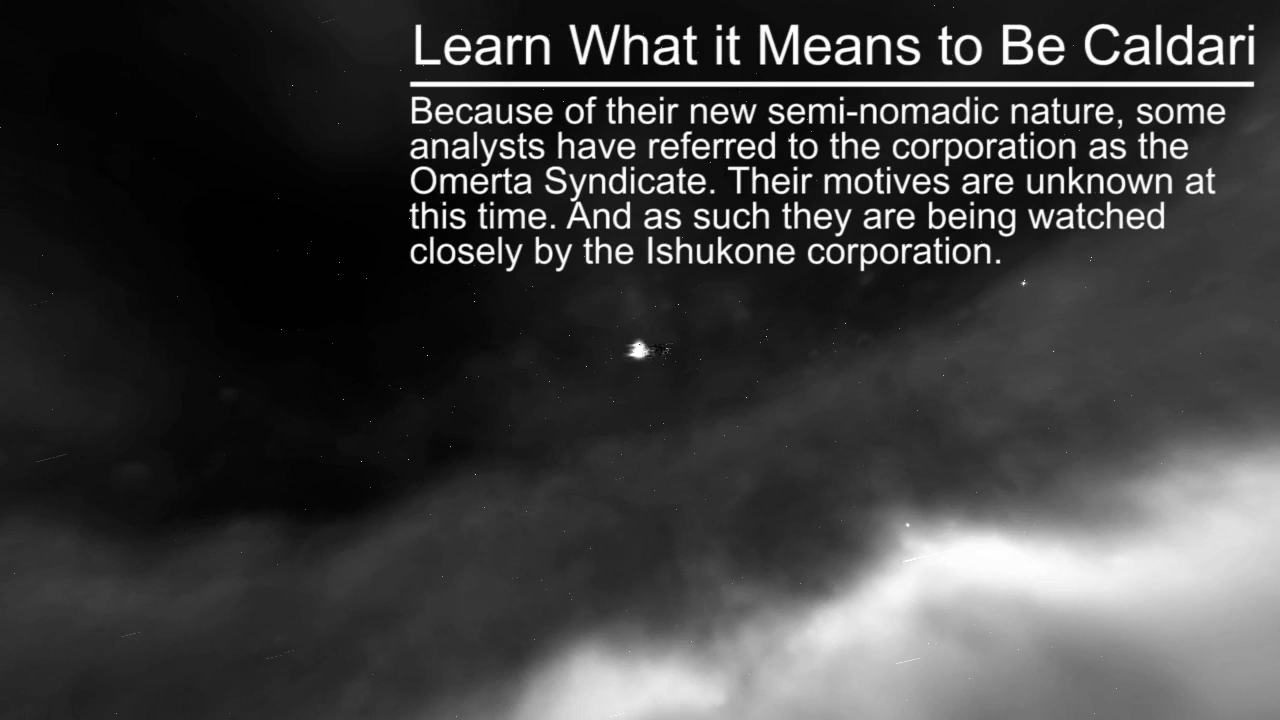 Learn What it Means to Be Caldari
Because of their new semi-nomadic nature, some
analysts have referred to the corporation as the
Omerta Syndicate. Their motives are unknown at
this time. And as such they are being watched
closely by the Ishukone corporation.